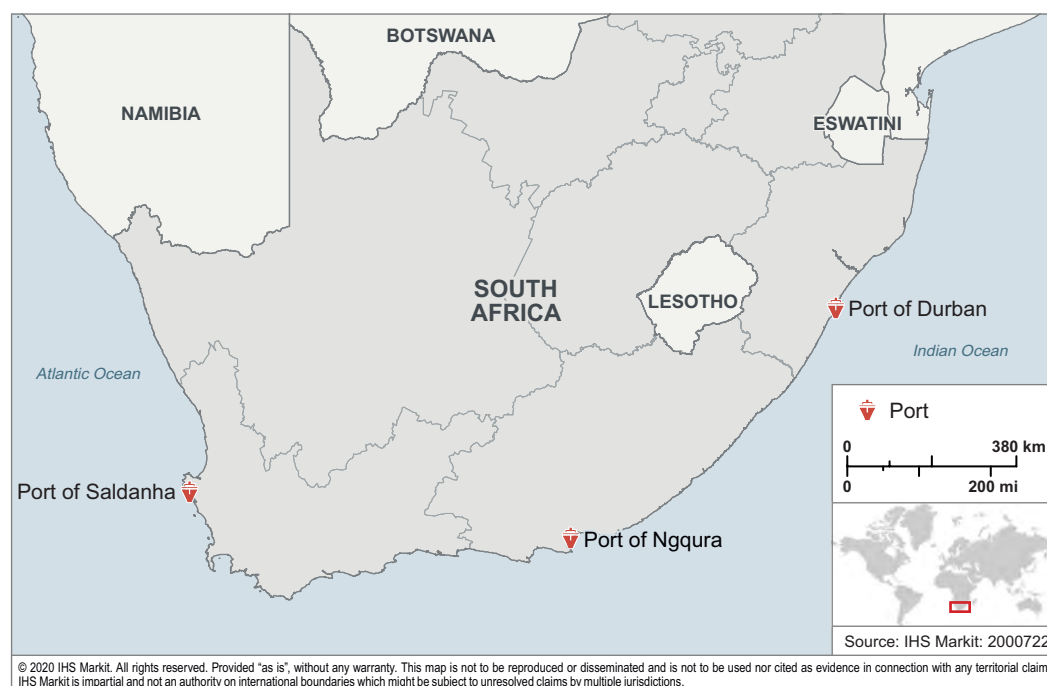 BOTSWANA
NAMIBIA
ESWATINI
SOUTH
AFRICA
LESOTHO
Port of Durban
Indian Ocean
Atlantic Ocean
Port
0 380 km
0 200 mi
Port of Saldanha
Port of Ngqura
Source: IHS Markit: 2000722
© 2020 IHS Markit. All rights reserved. Provided "as is", without any warranty. This map is not to be reproduced or disseminated and is not to be used nor cited as evidence in connection with any territorial claim
IHS Markit is impartial and not an authority on international boundaries which might be subject to unresolved claims by multiple jurisdictions.